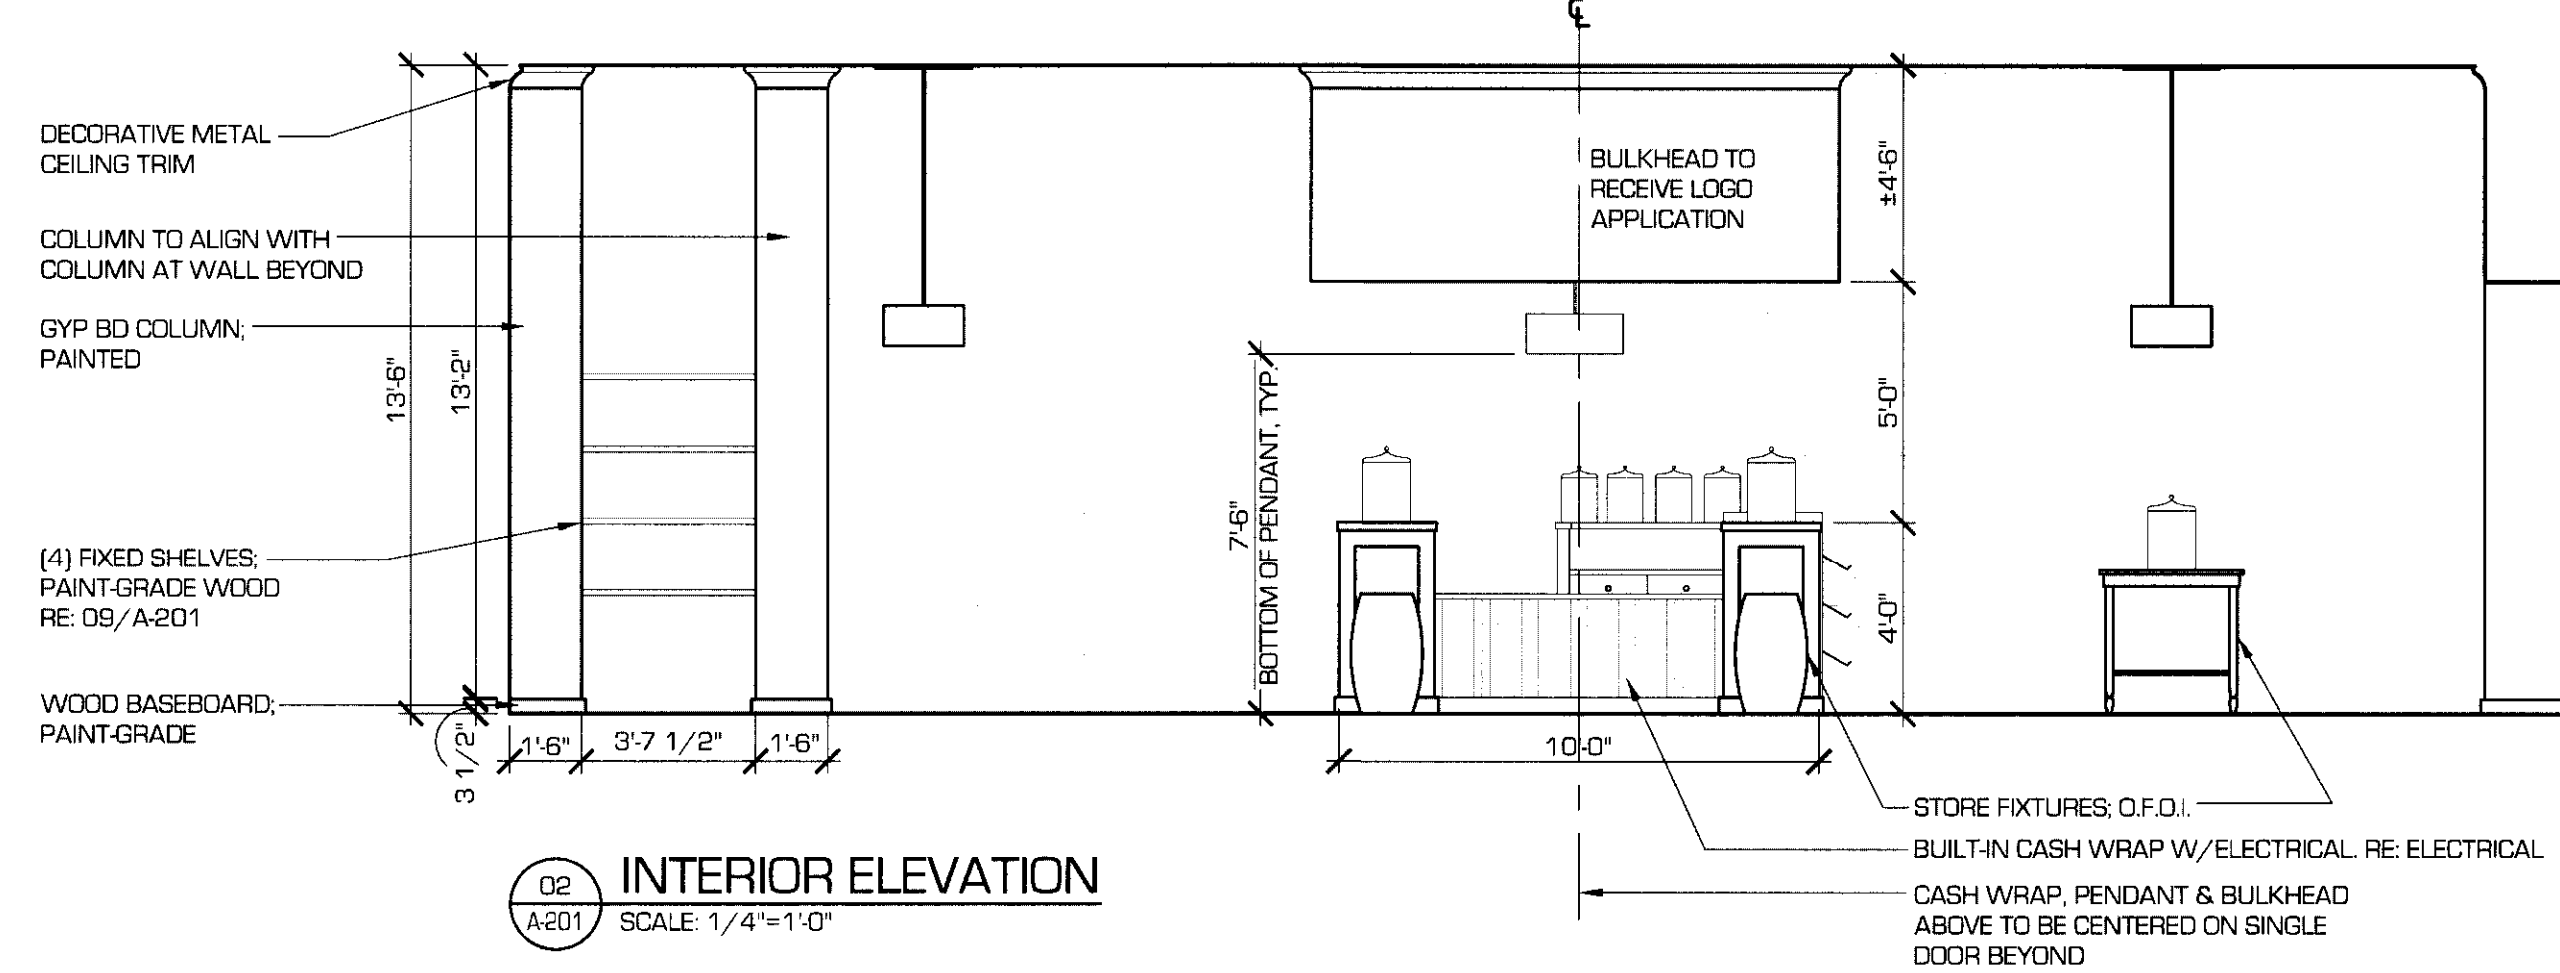 ℄
DECORATIVE METAL
CEILING TRIM
COLUMN TO ALIGN WITH
COLUMN AT WALL BEYOND
GYP BD COLUMN;
PAINTED
(4) FIXED SHELVES;
PAINT-GRADE WOOD
RE: 09/A-201
WOOD BASEBOARD;
PAINT-GRADE
13'-6"
13'-2"
3 1/2"
1'-6"
3'-7 1/2"
1'-6"
BULKHEAD TO
RECEIVE LOGO
APPLICATION
7'-6"
BOTTOM OF PENDANT, TYP.
±4'-6"
5'-0"
4'-0"
10'-0"
STORE FIXTURES; O.F.O.I.
BUILT-IN CASH WRAP W/ELECTRICAL. RE: ELECTRICAL
CASH WRAP, PENDANT & BULKHEAD
ABOVE TO BE CENTERED ON SINGLE
DOOR BEYOND
02
A-201
INTERIOR ELEVATION
SCALE: 1/4"=1'-0"